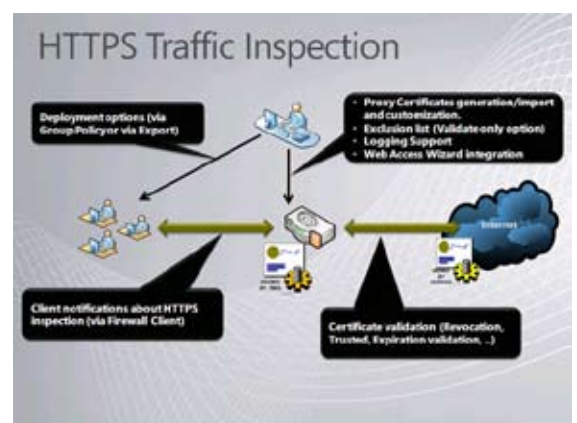 HTTPS Traffic Inspection
Deployment options (via
Group Policy or via Export)
• Proxy Certificates generation/import
and customization.
• Exclusion list (Validate only option)
• Logging Support
• Web Access Wizard integration
Internet
Client notifications about HTTPS
inspection (via Firewall Client)
Certificate validation (Revocation,
Trusted, Expiration validation, ..)